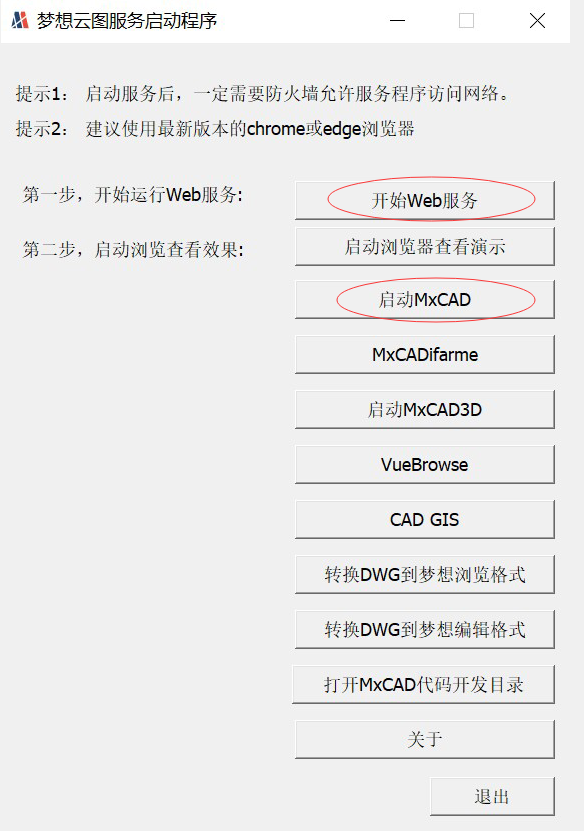 梦想云图服务启动程序
提示1： 启动服务后，一定需要防火墙允许服务程序访问网络。
提示2： 建议使用最新版本的chrome或edge浏览器
第一步，开始运行Web服务:
开始Web服务
第二步，启动浏览查看效果:
启动浏览器查看演示
启动MxCAD
MxCADifarme
启动MxCAD3D
VueBrowse
CAD GIS
转换DWG到梦想浏览格式
转换DWG到梦想编辑格式
打开MxCAD代码开发目录
关于
退出